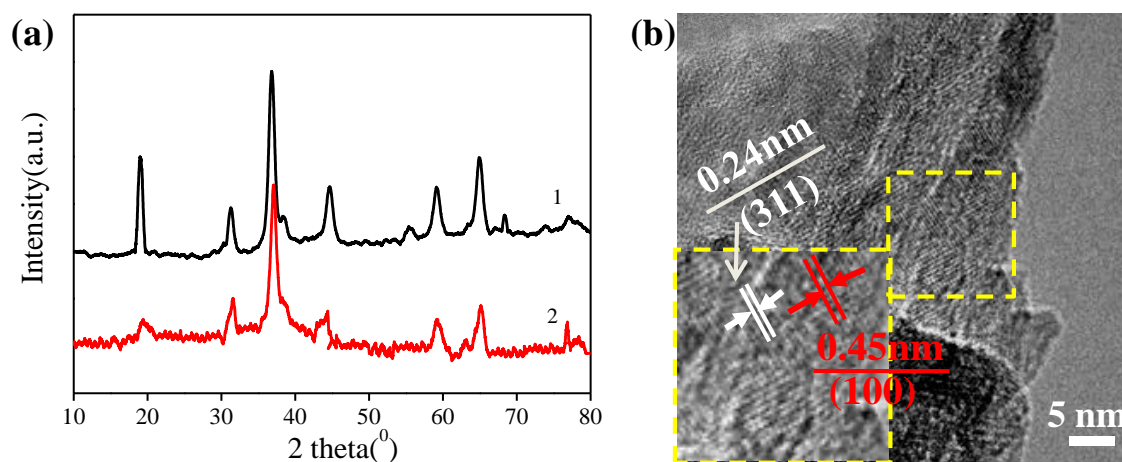 (a)
Intensity(a.u.)
1
2
10 20 30 40 50 60 70 80
2 theta(⁰)
(b)
0.24nm
(311)
0.45nm
(100)
5 nm